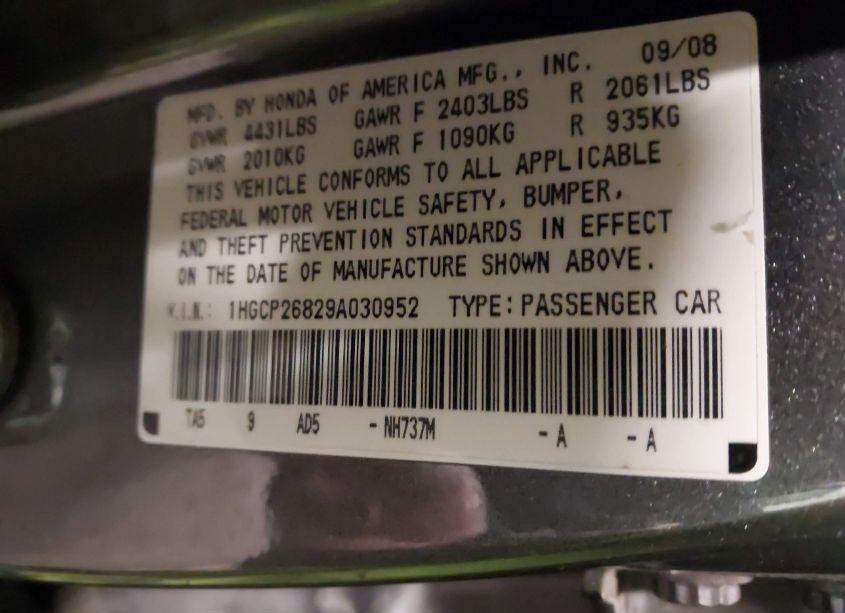 MFD. BY HONDA OF AMERICA MFG., INC. 09/08
GVWR 4431LBS GAWR F 2403LBS R 2061LBS
GVWR 2010KG GAWR F 1090KG R 935KG
THIS VEHICLE CONFORMS TO ALL APPLICABLE
FEDERAL MOTOR VEHICLE SAFETY, BUMPER,
AND THEFT PREVENTION STANDARDS IN EFFECT
ON THE DATE OF MANUFACTURE SHOWN ABOVE.
V.I.N.: 1HGCP26829A030952 TYPE:PASSENGER CAR
TA5 9 AD5 -NH737M -A -A